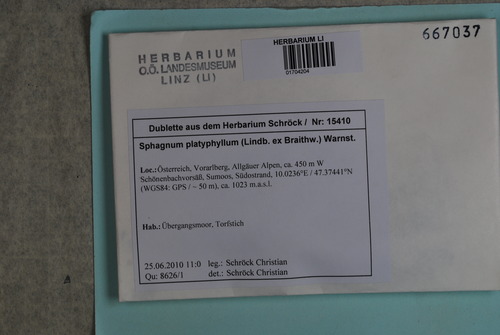 667037
HERBARIUM
O.Ö. LANDESMUSEUM
LINZ (LI)
HERBARIUM LI
01704204
Dublette aus dem Herbarium Schröck / Nr: 15410
Sphagnum platyphyllum (Lindb. ex Braithw.) Warnst.
Loc.:Österreich, Vorarlberg, Allgäuer Alpen, ca. 450 m W
Schönenbachvorsäß, Sumoos, Südostrand, 10.0236°E / 47.37441°N
(WGS84: GPS / ~ 50 m), ca. 1023 m.a.s.l.
Hab.:Übergangsmoor, Torfstich
25.06.2010 11:0 leg.: Schröck Christian
Qu: 8626/1 det.: Schröck Christian